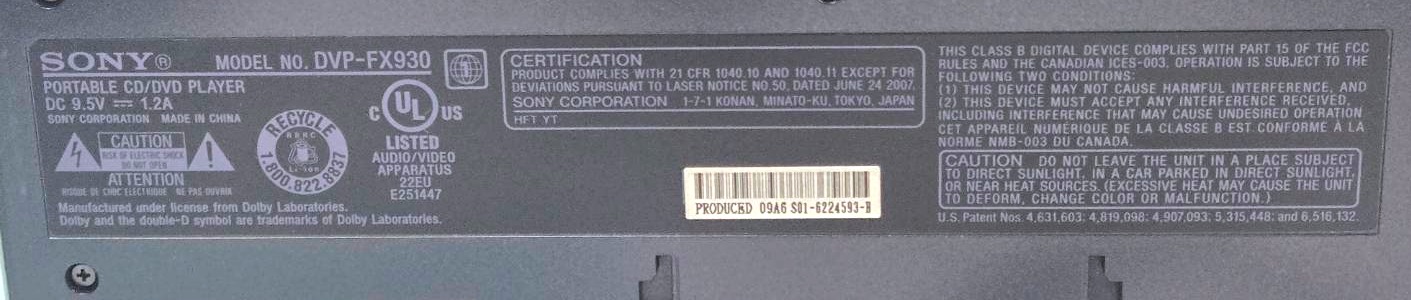 SONY® MODEL NO. DVP-FX930 1
PORTABLE CD/DVD PLAYER
DC 9.5V ⎓ 1.2A
SONY CORPORATION MADE IN CHINA
CAUTION
RISK OF ELECTRIC SHOCK
DO NOT OPEN
ATTENTION
RISQUE DE CHOC ELECTRIQUE NE PAS OUVRIR
RECYCLE
RBRC
Li-ion
1.800.822.8837
C UL US
LISTED
AUDIO/VIDEO
APPARATUS
22EU
E251447
Manufactured under license from Dolby Laboratories.
Dolby and the double-D symbol are trademarks of Dolby Laboratories.
CERTIFICATION
PRODUCT COMPLIES WITH 21 CFR 1040.10 AND 1040.11 EXCEPT FOR
DEVIATIONS PURSUANT TO LASER NOTICE NO.50, DATED JUNE 24 2007.
SONY CORPORATION 1-7-1 KONAN, MINATO-KU, TOKYO, JAPAN
HFT YT
PRODUCED 09A6 S01-6224593-H
THIS CLASS B DIGITAL DEVICE COMPLIES WITH PART 15 OF THE FCC
RULES AND THE CANADIAN ICES-003. OPERATION IS SUBJECT TO THE
FOLLOWING TWO CONDITIONS:
(1) THIS DEVICE MAY NOT CAUSE HARMFUL INTERFERENCE, AND
(2) THIS DEVICE MUST ACCEPT ANY INTERFERENCE RECEIVED,
INCLUDING INTERFERENCE THAT MAY CAUSE UNDESIRED OPERATION
CET APPAREIL NUMÉRIQUE DE LA CLASSE B EST CONFORME À LA
NORME NMB-003 DU CANADA.
CAUTION DO NOT LEAVE THE UNIT IN A PLACE SUBJECT
TO DIRECT SUNLIGHT, IN A CAR PARKED IN DIRECT SUNLIGHT,
OR NEAR HEAT SOURCES. (EXCESSIVE HEAT MAY CAUSE THE UNIT
TO DEFORM, CHANGE COLOR OR MALFUNCTION.)
U.S. Patent Nos. 4,631,603; 4,819,098; 4,907,093; 5,315,448; and 6,516,132.